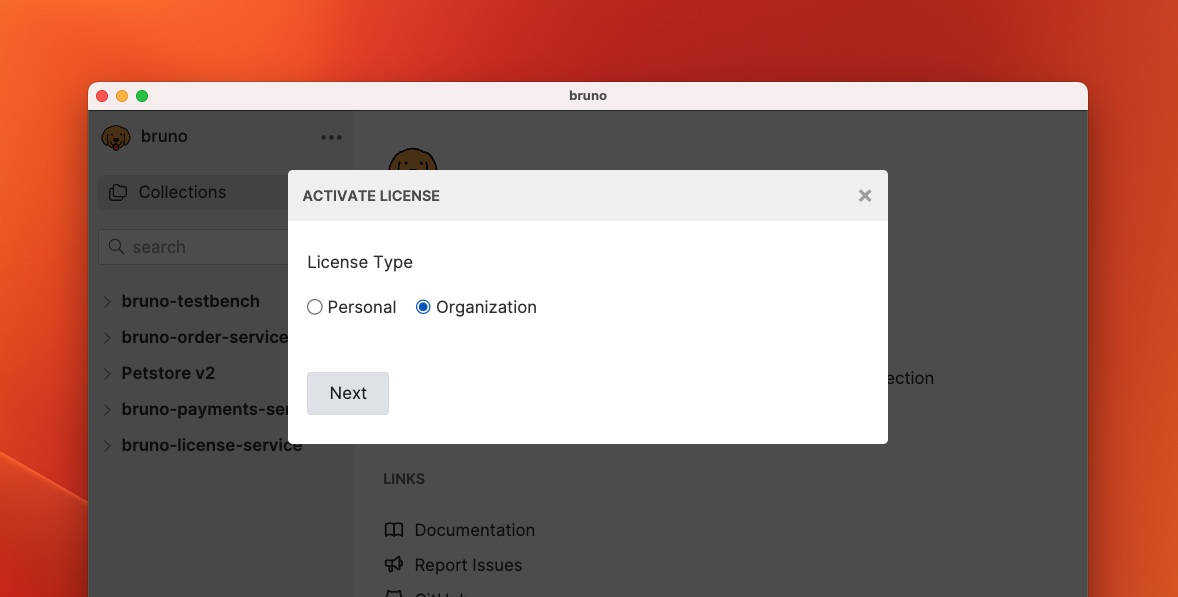 bruno
bruno
Collections
search
bruno-testbench
bruno-order-service
Petstore v2
bruno-payments-ser
bruno-license-service
ACTIVATE LICENSE
License Type
Personal Organization
Next
ection
LINKS
Documentation
Report Issues
GitHub